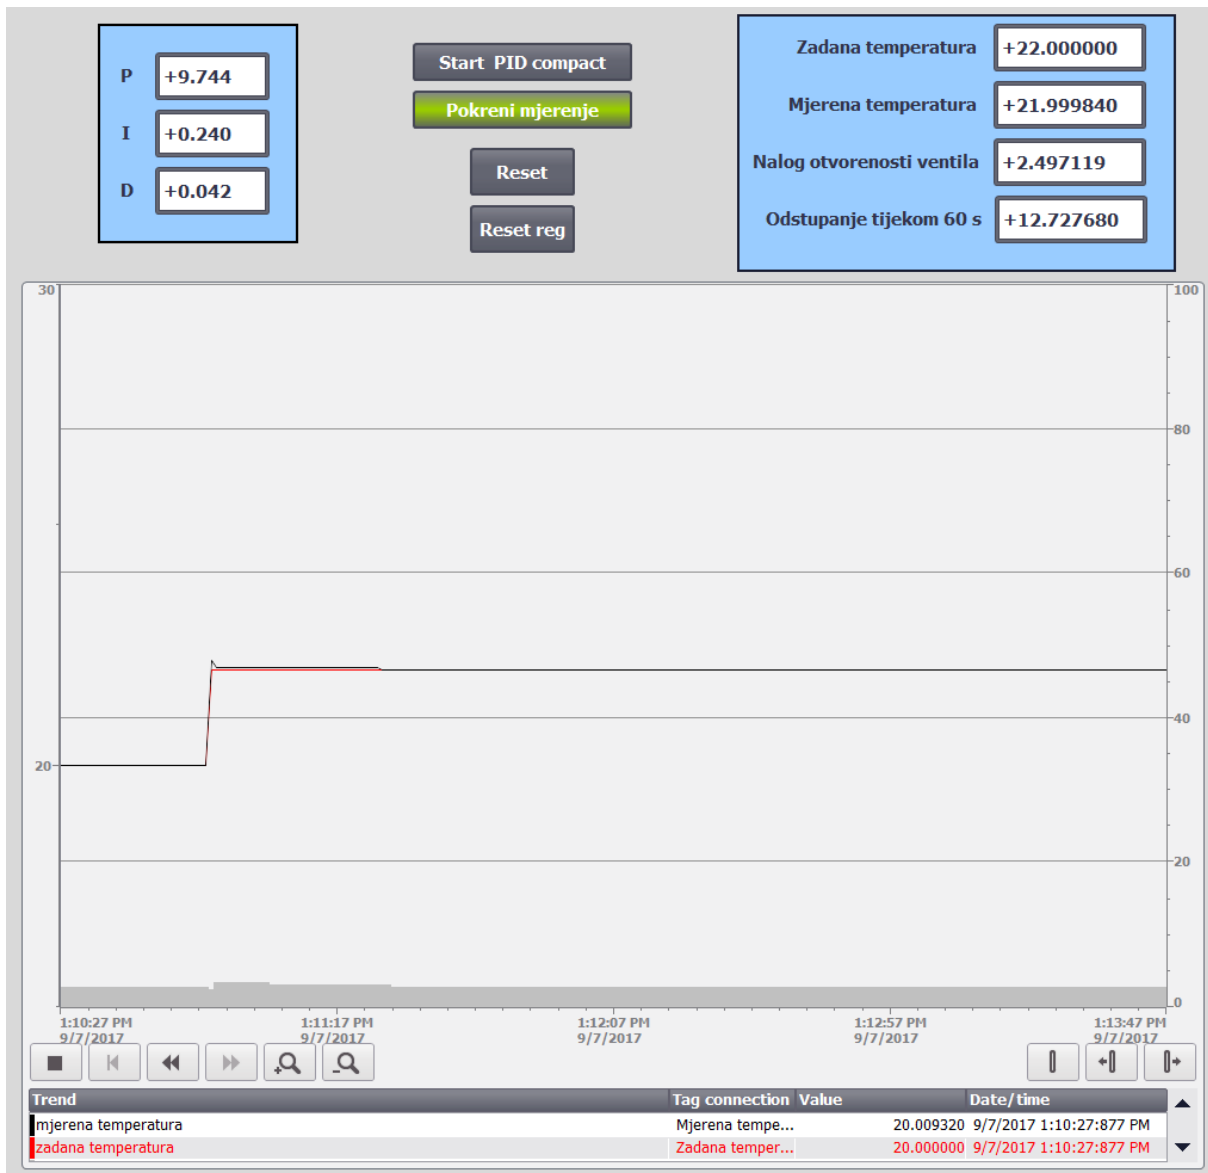 P +9.744
I +0.240
D +0.042
Start PID compact
Pokreni mjerenje
Reset
Reset reg
Zadana temperatura +22.000000
Mjerena temperatura +21.999840
Nalog otvorenosti ventila +2.497119
Odstupanje tijekom 60 s +12.727680
30
20
100
80
60
40
20
0
1:10:27 PM 1:11:17 PM 1:12:07 PM 1:12:57 PM 1:13:47 PM
9/7/2017 9/7/2017 9/7/2017 9/7/2017 9/7/2017
Trend Tag connection Value Date/time
mjerena temperatura Mjerena tempe... 20.009320 9/7/2017 1:10:27:877 PM
zadana temperatura Zadana temper... 20.000000 9/7/2017 1:10:27:877 PM